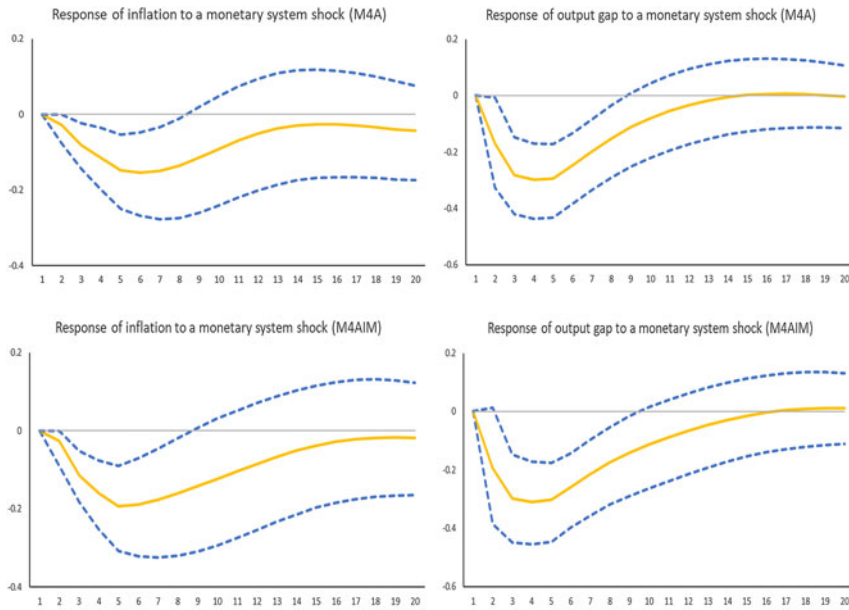 Response of inflation to a monetary system shock (M4A)
0.2
0
-0.2
-0.4
1 2 3 4 5 6 7 8 9 10 11 12 13 14 15 16 17 18 19 20
Response of output gap to a monetary system shock (M4A)
0.2
0
-0.2
-0.4
-0.6
1 2 3 4 5 6 7 8 9 10 11 12 13 14 15 16 17 18 19 20
Response of inflation to a monetary system shock (M4AIM)
0.2
0
-0.2
-0.4
1 2 3 4 5 6 7 8 9 10 11 12 13 14 15 16 17 18 19 20
Response of output gap to a monetary system shock (M4AIM)
0.2
0
-0.2
-0.4
-0.6
1 2 3 4 5 6 7 8 9 10 11 12 13 14 15 16 17 18 19 20